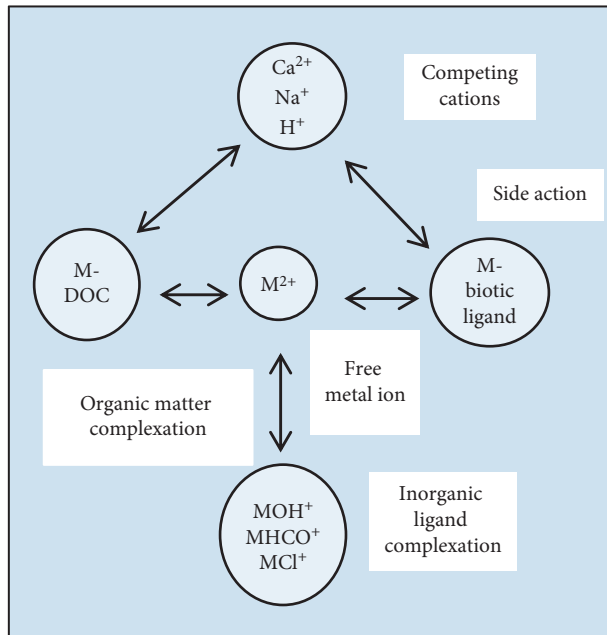 Ca²⁺
Na⁺
H⁺
Competing
cations
Side action
M-
DOC
M²⁺
M-
biotic
ligand
Free
metal ion
Organic matter
complexation
MOH⁺
MHCO⁺
MCl⁺
Inorganic
ligand
complexation